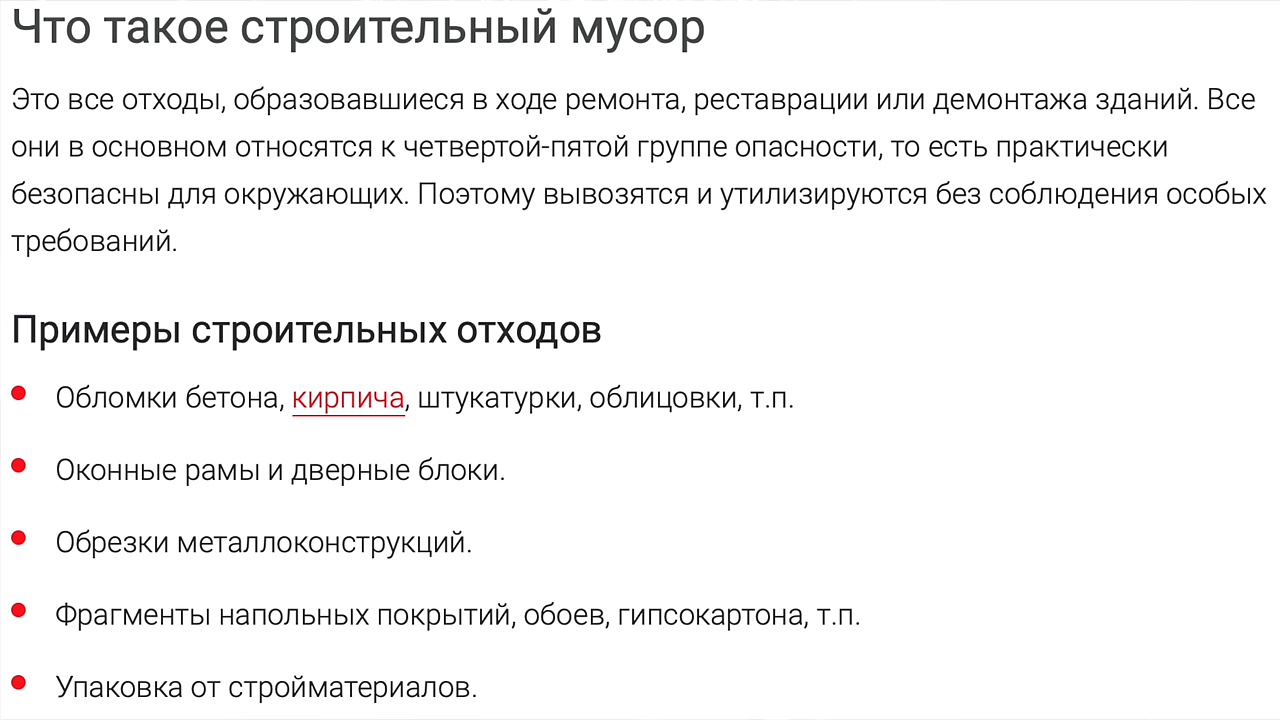 Что такое строительный мусор
Это все отходы, образовавшиеся в ходе ремонта, реставрации или демонтажа зданий. Все
они в основном относятся к четвертой-пятой группе опасности, то есть практически
безопасны для окружающих. Поэтому вывозятся и утилизируются без соблюдения особых
требований.
Примеры строительных отходов
Обломки бетона, кирпича, штукатурки, облицовки, т.п.
Оконные рамы и дверные блоки.
Обрезки металлоконструкций.
Фрагменты напольных покрытий, обоев, гипсокартона, т.п.
Упаковка от стройматериалов.